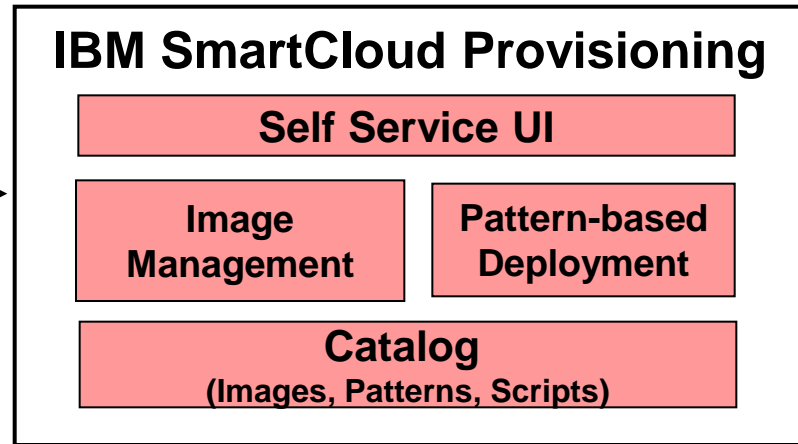 IBM SmartCloud Provisioning
Self Service UI
Image
Management
Pattern-based
Deployment
Catalog
(Images, Patterns, Scripts)